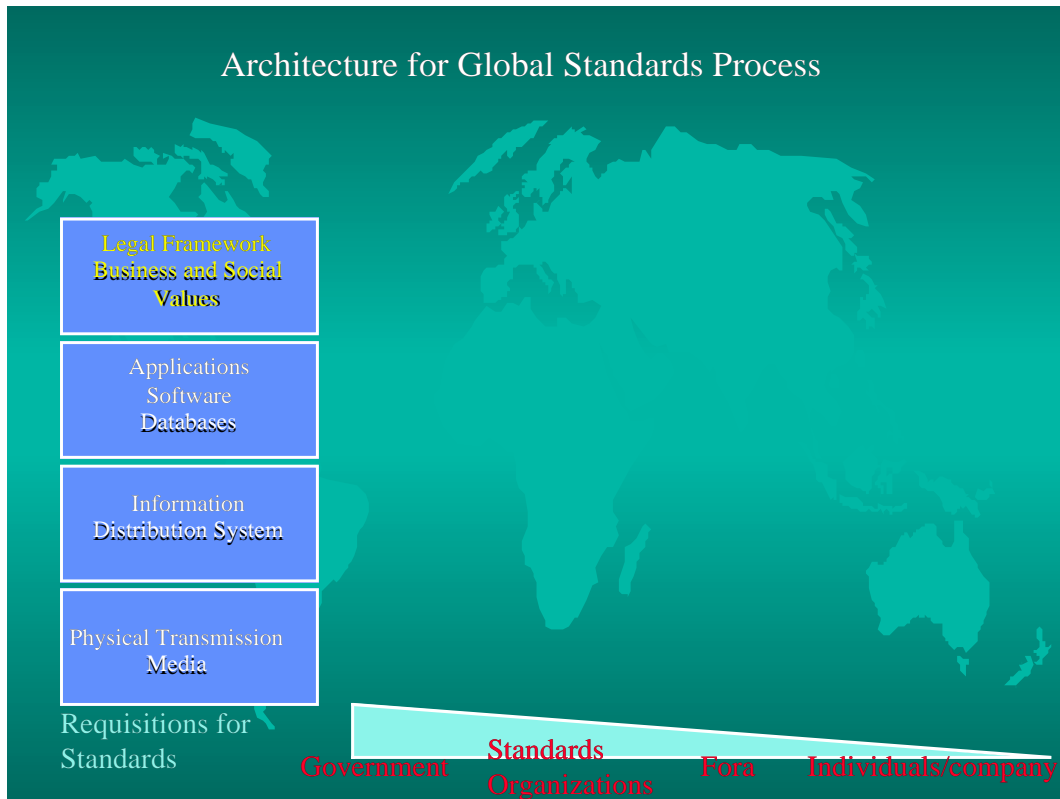 Architecture for Global Standards Process
Legal Framework
Business and Social
Values
Applications
Software
Databases
Information
Distribution System
Physical Transmission
Media
Requisitions for
Standards
Government
Standards
Organizations
Fora
Individuals/company